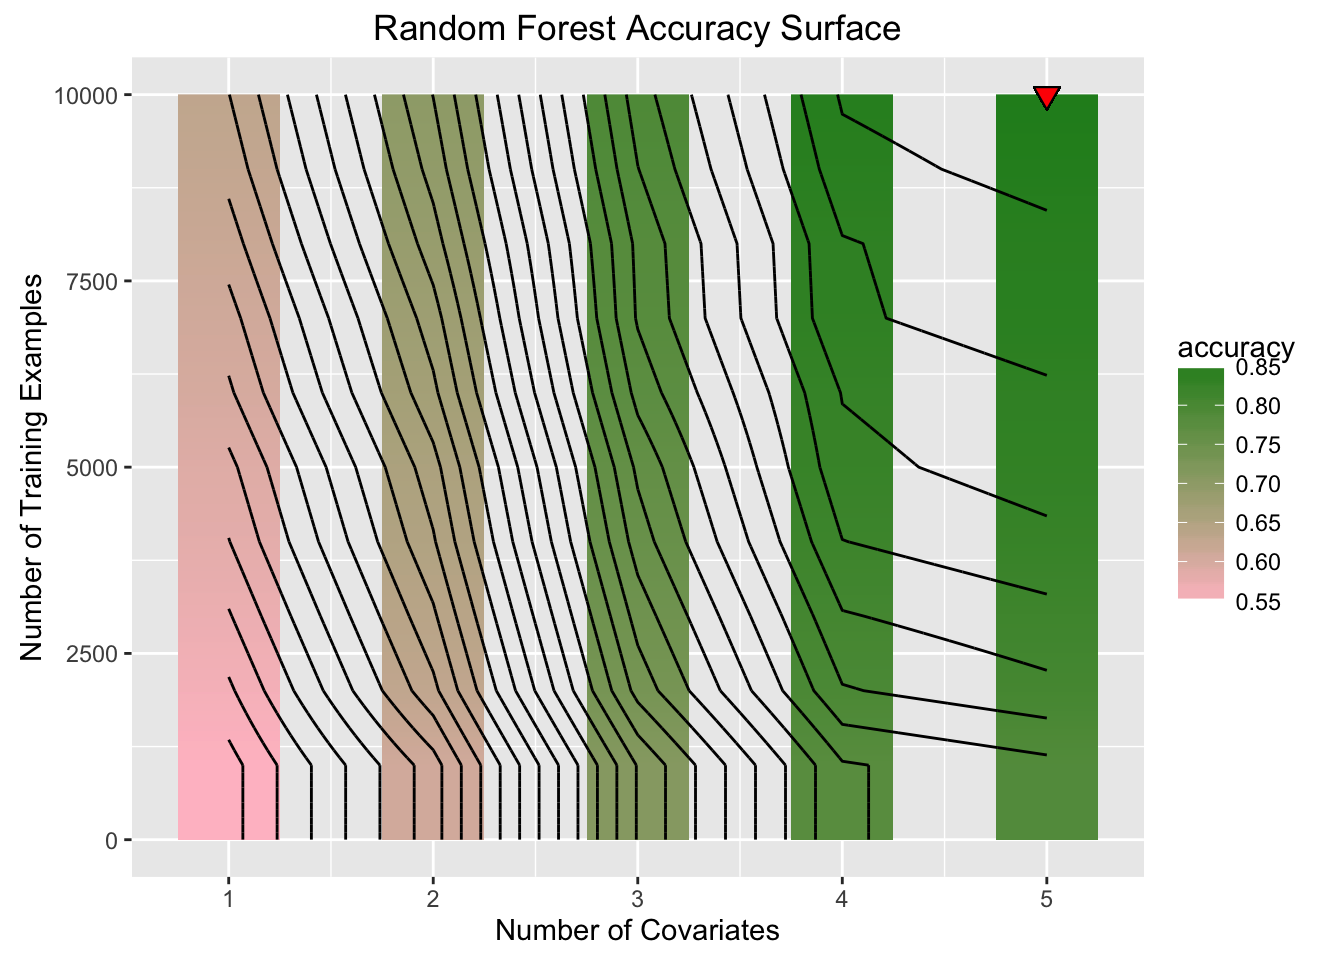 Random Forest Accuracy Surface
Number of Training Examples
10000
7500
5000
2500
0
1 2 3 4 5
Number of Covariates
accuracy
0.85
0.80
0.75
0.70
0.65
0.60
0.55